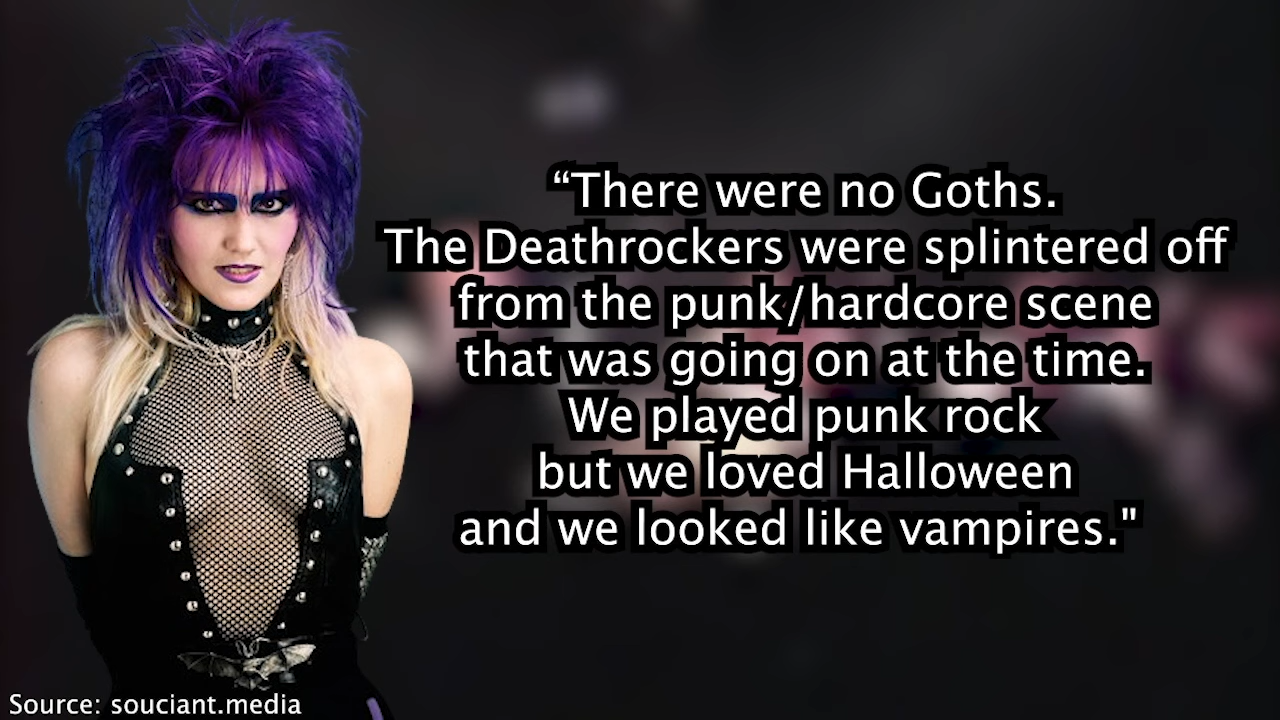 “There were no Goths.
The Deathrockers were splintered off
from the punk/hardcore scene
that was going on at the time.
We played punk rock
but we loved Halloween
and we looked like vampires."
Source: souciant.media